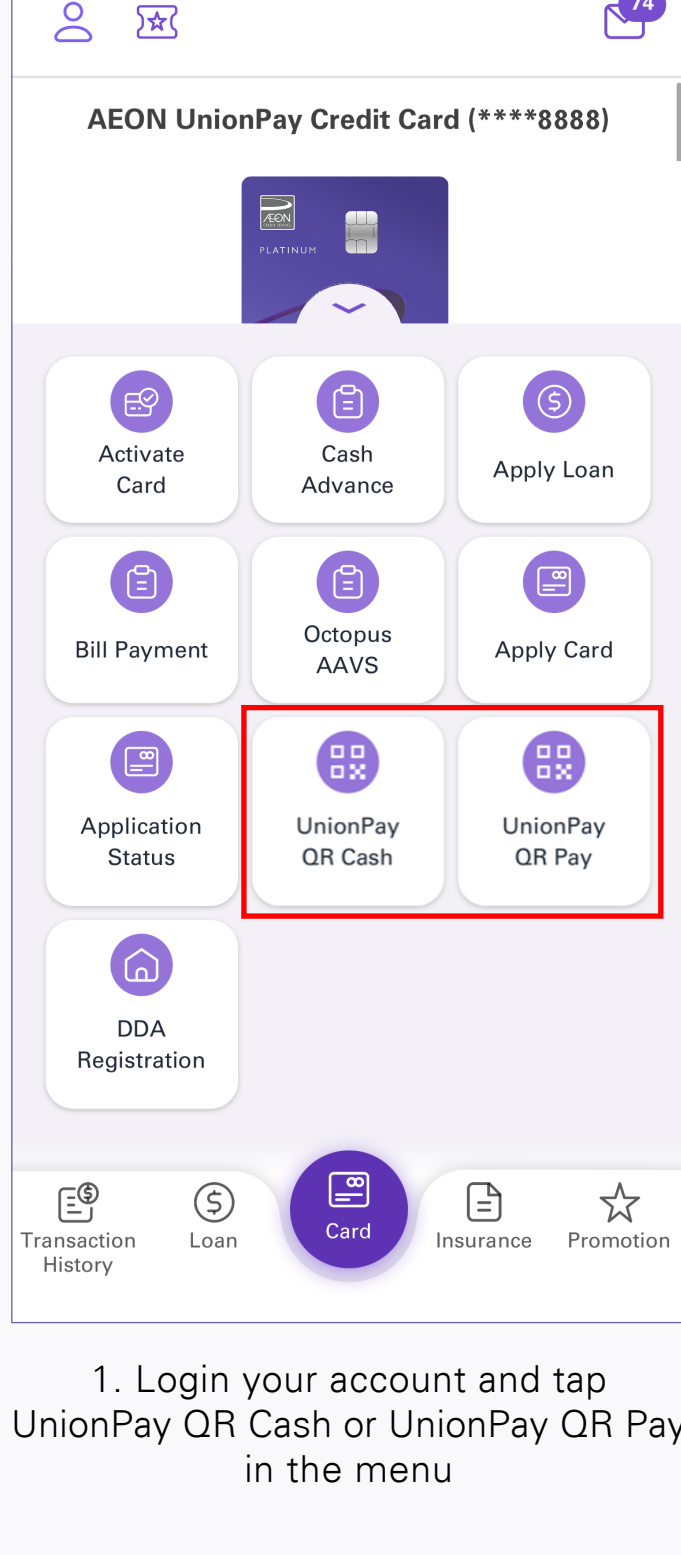 74
AEON UnionPay Credit Card (****8888)
ÆON
PLATINUM
Activate
Card
Cash
Advance
Apply Loan
Bill Payment
Octopus
AAVS
Apply Card
Application
Status
UnionPay
QR Cash
UnionPay
QR Pay
DDA
Registration
Transaction
History
Loan
Card
Insurance
Promotion
1. Login your account and tap
UnionPay QR Cash or UnionPay QR Pay
in the menu